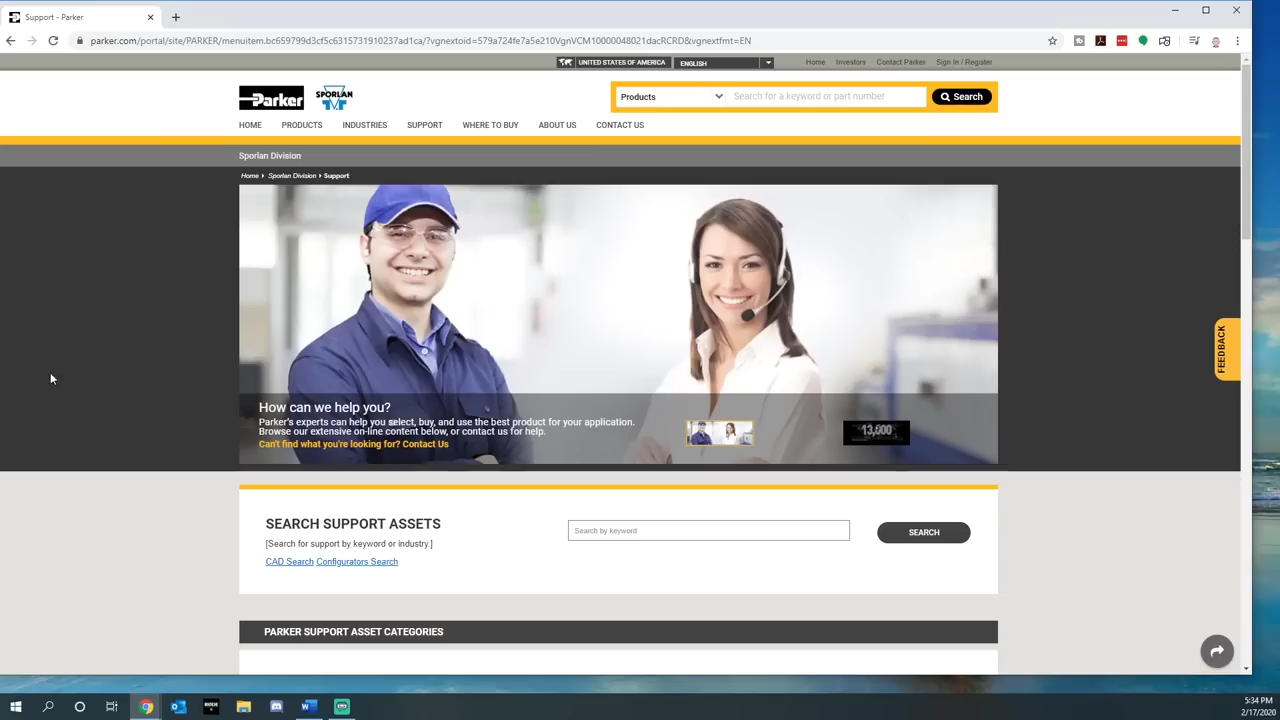 Support - Parker
parker.com/portal/site/PARKER/menuitem.bc659799d3cf5c6315731910237ad1ca/?vgnextoid=579a724fe7a5e210VgnVCM10000048021dacRCRD&vgnextfmt=EN
UNITED STATES OF AMERICA ENGLISH Home Investors Contact Parker Sign In / Register
Parker SPORLAN Products Search for a keyword or part number Search
HOME PRODUCTS INDUSTRIES SUPPORT WHERE TO BUY ABOUT US CONTACT US
Sporlan Division
Home Sporlan Division Support
FEEDBACK
How can we help you?
Parker's experts can help you select, buy, and use the best product for your application.
Browse our extensive on-line content below, or contact us for help.
Can't find what you're looking for? Contact Us
13,000
SEARCH SUPPORT ASSETS
[Search for support by keyword or industry.]
CAD Search Configurators Search
Search by keyword
SEARCH
PARKER SUPPORT ASSET CATEGORIES
5:34 PM
2/17/2020